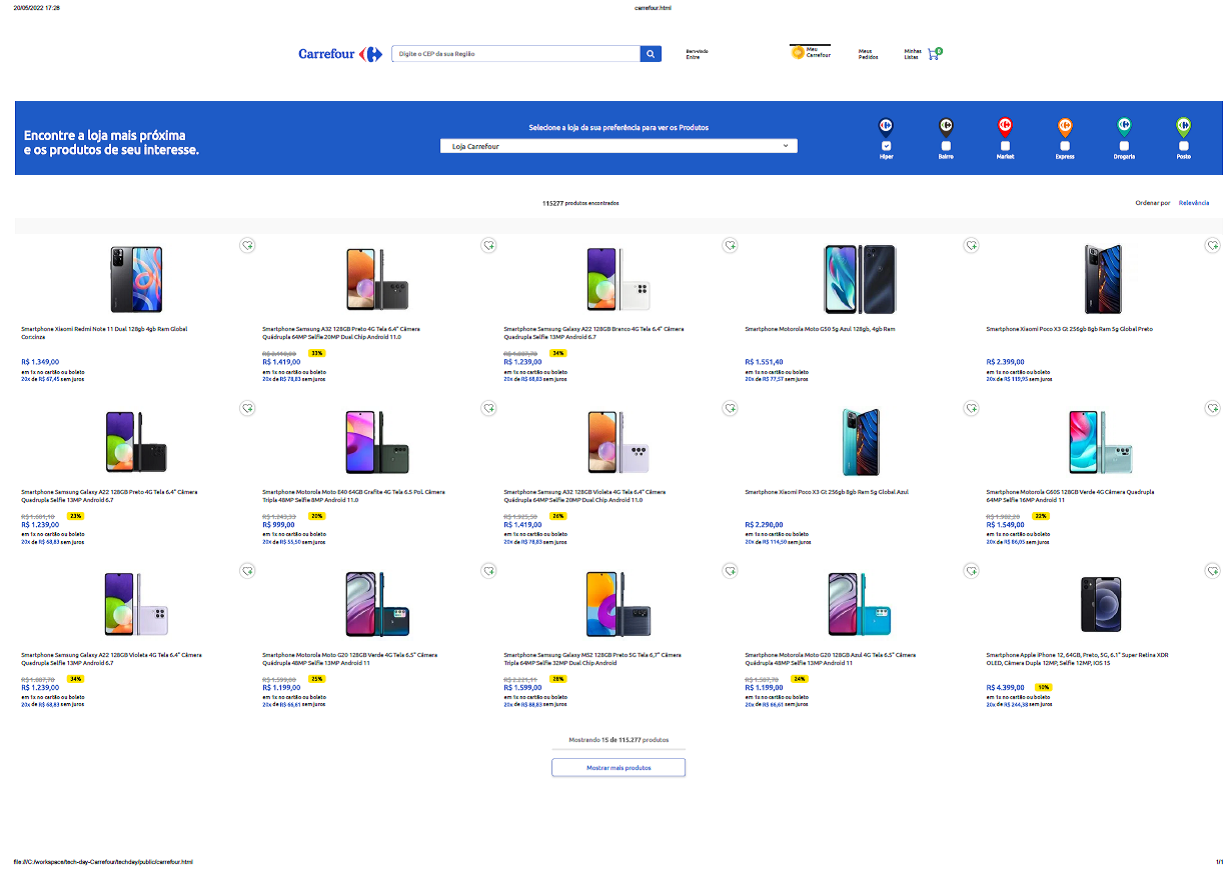 20/05/2022 17:28
carrefour.html
Carrefour
Digite o CEP da sua Região
Bem-vindo
Entre
Meu
Carrefour
Meus
Pedidos
Minhas
Listas
0
Encontre a loja mais próxima
e os produtos de seu interesse.
Selecione a loja da sua preferência para ver os Produtos
Loja Carrefour
Hiper
Bairro
Market
Express
Drogaria
Posto
115277 produtos encontrados
Ordenar por Relevância
Smartphone Xiaomi Redmi Note 11 Dual 128gb 4gb Ram Global
Corxinza
R$ 1.349,00
em 1x no cartão ou boleto
20x de R$ 67,45 sem juros
Smartphone Samsung A32 128GB Preto 4G Tela 6.4" Câmera
Quádrupla 64MP Selfie 20MP Dual Chip Android 11.0
33%
R$ 1.419,00
em 1x no cartão ou boleto
20x de R$ 78,83 sem juros
Smartphone Samsung Galaxy A22 128GB Branco 4G Tela 6.4" Câmera
Quadrupla Selfie 13MP Android 6.7
R$ 1.887,78 34%
R$ 1.239,00
em 1x no cartão ou boleto
20x de R$ 68,83 sem juros
Smartphone Motorola Moto G50 5g Azul 128gb, 4gb Ram
R$ 1.551,40
em 1x no cartão ou boleto
20x de R$ 77,57 sem juros
Smartphone Xiaomi Poco X3 Gt 256gb 8gb Ram 5g Global Preto
R$ 2.399,00
em 1x no cartão ou boleto
20x de R$ 119,95 sem juros
Smartphone Samsung Galaxy A22 128GB Preto 4G Tela 6.4" Câmera
Quadrupla Selfie 13MP Android 6.7
R$ 1.601,10 23%
R$ 1.239,00
em 1x no cartão ou boleto
20x de R$ 68,83 sem juros
Smartphone Motorola Moto E40 64GB Grafite 4G Tela 6.5 Pol. Câmera
Tripla 48MP Selfie 8MP Android 11.0
R$ 1.243,33 20%
R$ 999,00
em 1x no cartão ou boleto
20x de R$ 55,50 sem juros
Smartphone Samsung A32 128GB Violeta 4G Tela 6.4" Câmera
Quádrupla 64MP Selfie 20MP Dual Chip Android 11.0
R$ 1.925,50 26%
R$ 1.419,00
em 1x no cartão ou boleto
20x de R$ 78,83 sem juros
Smartphone Xiaomi Poco X3 Gt 256gb 8gb Ram 5g Global Azul
R$ 2.290,00
em 1x no cartão ou boleto
20x de R$ 114,50 sem juros
Smartphone Motorola G60S 128GB Verde 4G Câmera Quadrupla
64MP Selfie 16MP Android 11
R$ 1.982,20 22%
R$ 1.549,00
em 1x no cartão ou boleto
20x de R$ 86,05 sem juros
Smartphone Samsung Galaxy A22 128GB Violeta 4G Tela 6.4" Câmera
Quadrupla Selfie 13MP Android 6.7
R$ 1.887,78 34%
R$ 1.239,00
em 1x no cartão ou boleto
20x de R$ 68,83 sem juros
Smartphone Motorola Moto G20 128GB Verde 4G Tela 6.5" Câmera
Quádrupla 48MP Selfie 13MP Android 11
R$ 1.599,00 25%
R$ 1.199,00
em 1x no cartão ou boleto
20x de R$ 66,61 sem juros
Smartphone Samsung Galaxy M52 128GB Preto 5G Tela 6,7" Câmera
Tripla 64MP Selfie 32MP Dual Chip Android
R$ 2.221,11 28%
R$ 1.599,00
em 1x no cartão ou boleto
20x de R$ 88,83 sem juros
Smartphone Motorola Moto G20 128GB Azul 4G Tela 6.5" Câmera
Quádrupla 48MP Selfie 13MP Android 11
R$ 1.587,78 24%
R$ 1.199,00
em 1x no cartão ou boleto
20x de R$ 66,61 sem juros
Smartphone Apple iPhone 12, 64GB, Preto, 5G, 6.1" Super Retina XDR
OLED, Câmera Dupla 12MP, Selfie 12MP, IOS 15
R$ 4.399,00 10%
em 1x no cartão ou boleto
20x de R$ 244,38 sem juros
Mostrando 15 de 115.277 produtos
Mostrar mais produtos
file:///C:/workspace/tech-day-Carrefour/techday/public/carrefour.html
1/1